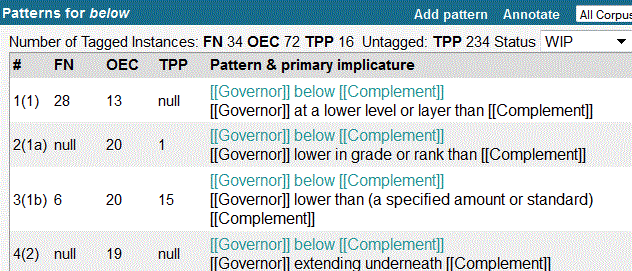 Patterns for below
Add pattern Annotate All Corpus
Number of Tagged Instances: FN 34 OEC 72 TPP 16 Untagged: TPP 234 Status WIP
# FN OEC TPP Pattern & primary implicature
1(1) 28 13 null [[Governor]] below [[Complement]]
[[Governor]] at a lower level or layer than [[Complement]]
2(1a) null 20 1 [[Governor]] below [[Complement]]
[[Governor]] lower in grade or rank than [[Complement]]
3(1b) 6 20 15 [[Governor]] below [[Complement]]
[[Governor]] lower than (a specified amount or standard)
[[Complement]]
4(2) null 19 null [[Governor]] below [[Complement]]
[[Governor]] extending underneath [[Complement]]